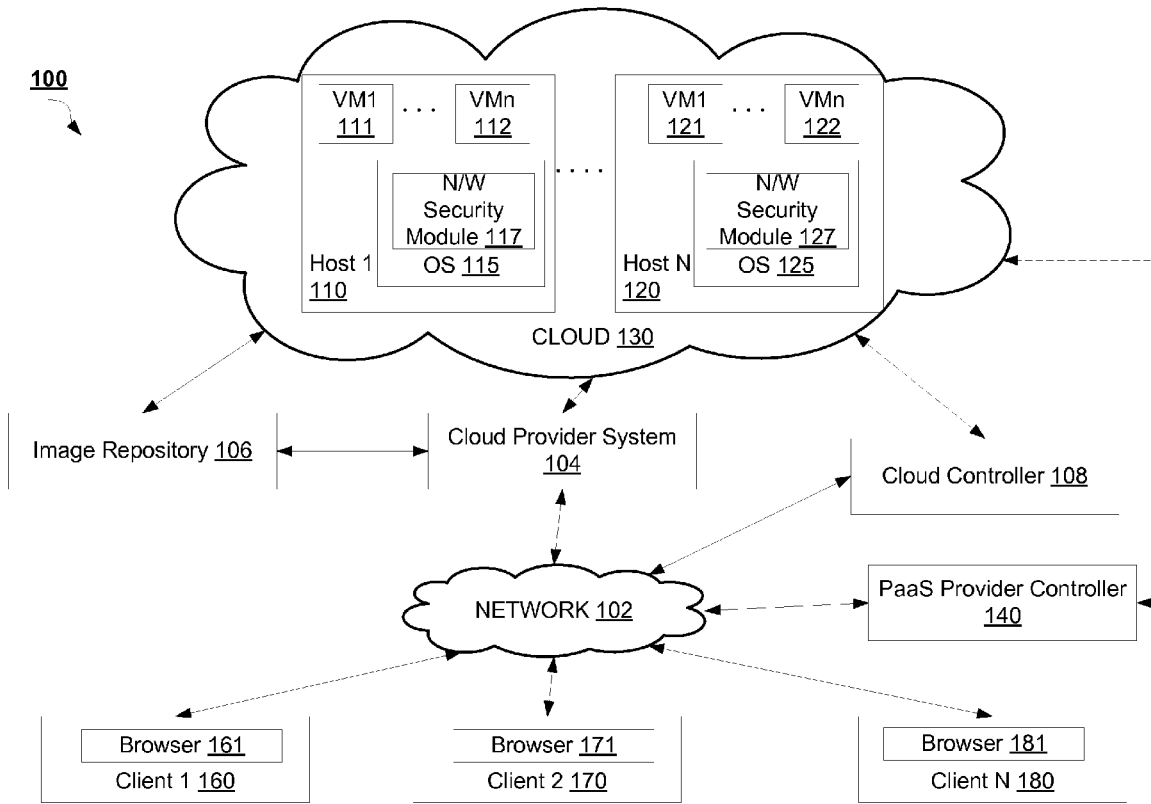 100
VM1
111
. . .
VMn
112
N/W
Security
Module 117
OS 115
Host 1
110
. . . .
VM1
121
. . .
VMn
122
N/W
Security
Module 127
OS 125
Host N
120
CLOUD 130
Image Repository 106
Cloud Provider System
104
Cloud Controller 108
NETWORK 102
PaaS Provider Controller
140
Browser 161
Client 1 160
Browser 171
Client 2 170
Browser 181
Client N 180